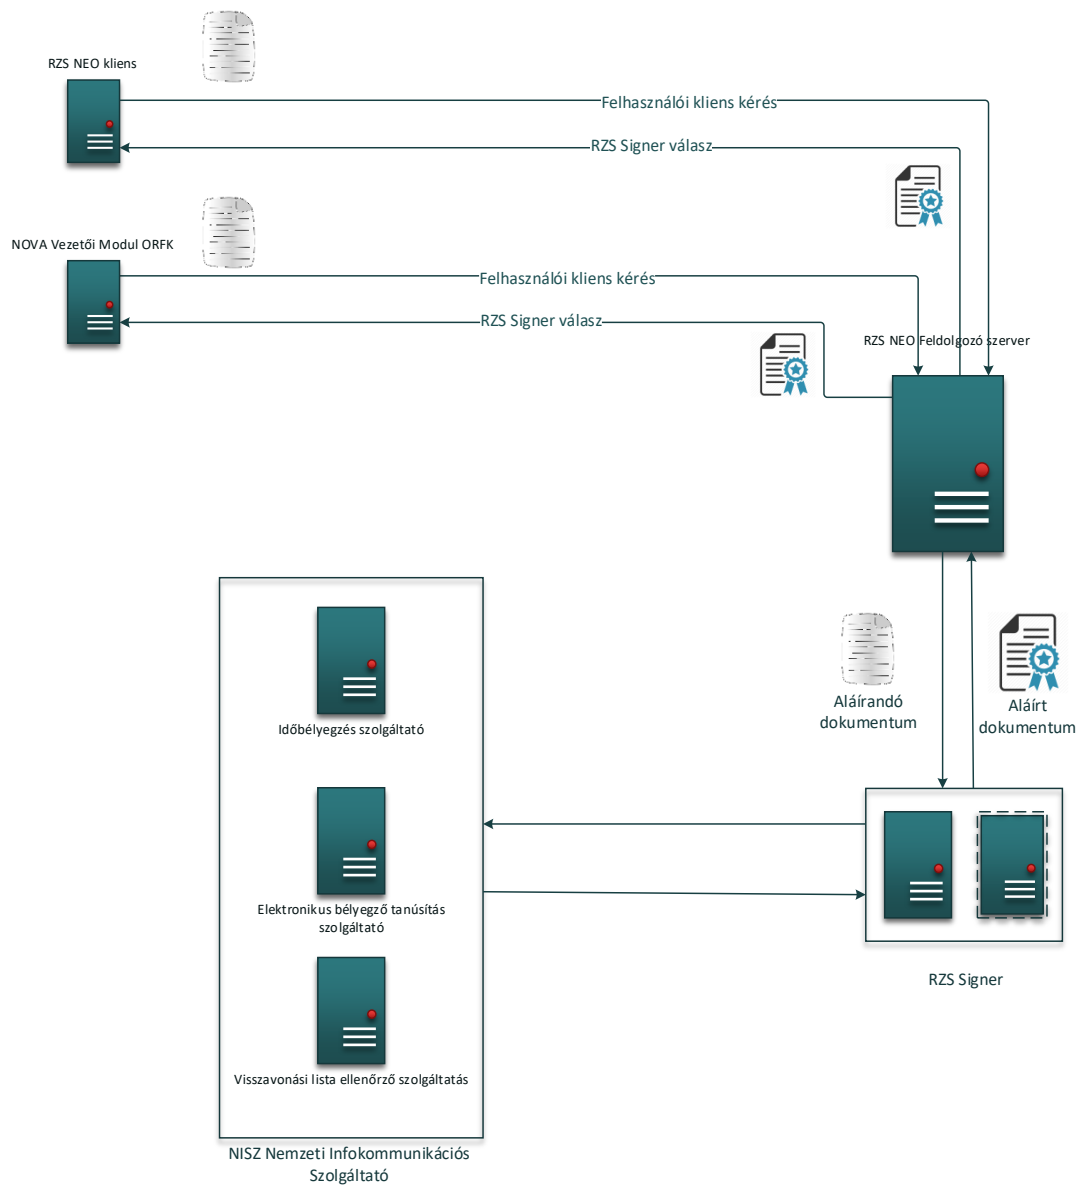 RZS NEO kliens
Felhasználói kliens kérés
RZS Signer válasz
NOVA Vezetői Modul ORFK
Felhasználói kliens kérés
RZS Signer válasz
RZS NEO Feldolgozó szerver
Aláírandó
dokumentum
Aláírt
dokumentum
Időbélyegzés szolgáltató
Elektronikus bélyegző tanúsítás
szolgáltató
Visszavonási lista ellenőrző szolgáltatás
RZS Signer
NISZ Nemzeti Infokommunikációs
Szolgáltató